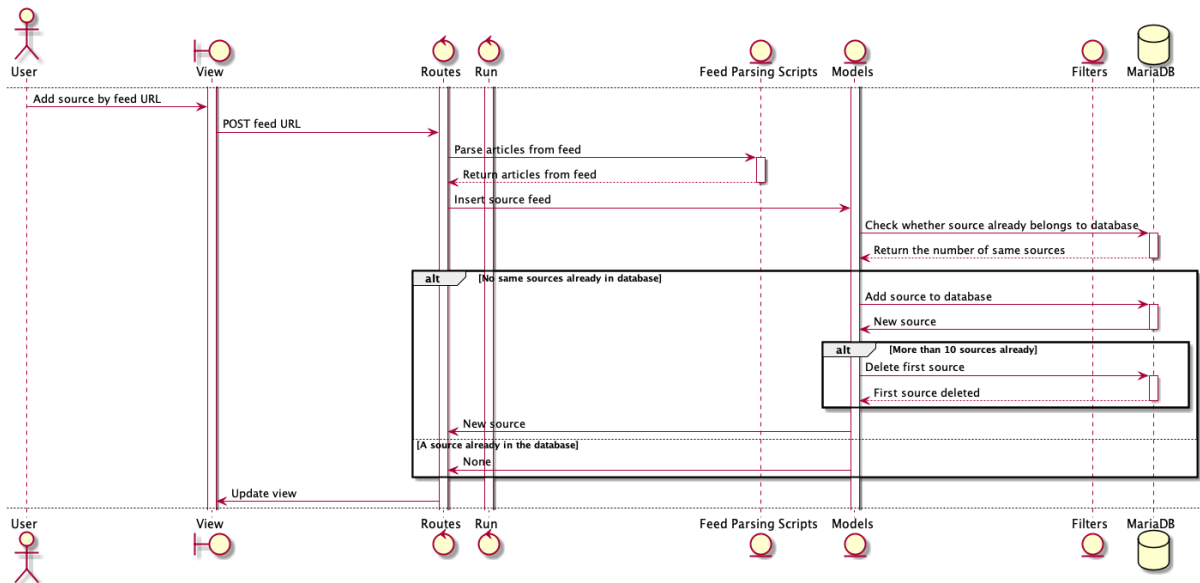 User
View
Routes
Run
Feed Parsing Scripts
Models
Filters
MariaDB
Add source by feed URL
POST feed URL
Parse articles from feed
Return articles from feed
Insert source feed
Check whether source already belongs to database
Return the number of same sources
alt [No same sources already in database]
Add source to database
New source
alt [More than 10 sources already]
Delete first source
First source deleted
New source
[A source already in the database]
None
Update view
User
View
Routes
Run
Feed Parsing Scripts
Models
Filters
MariaDB